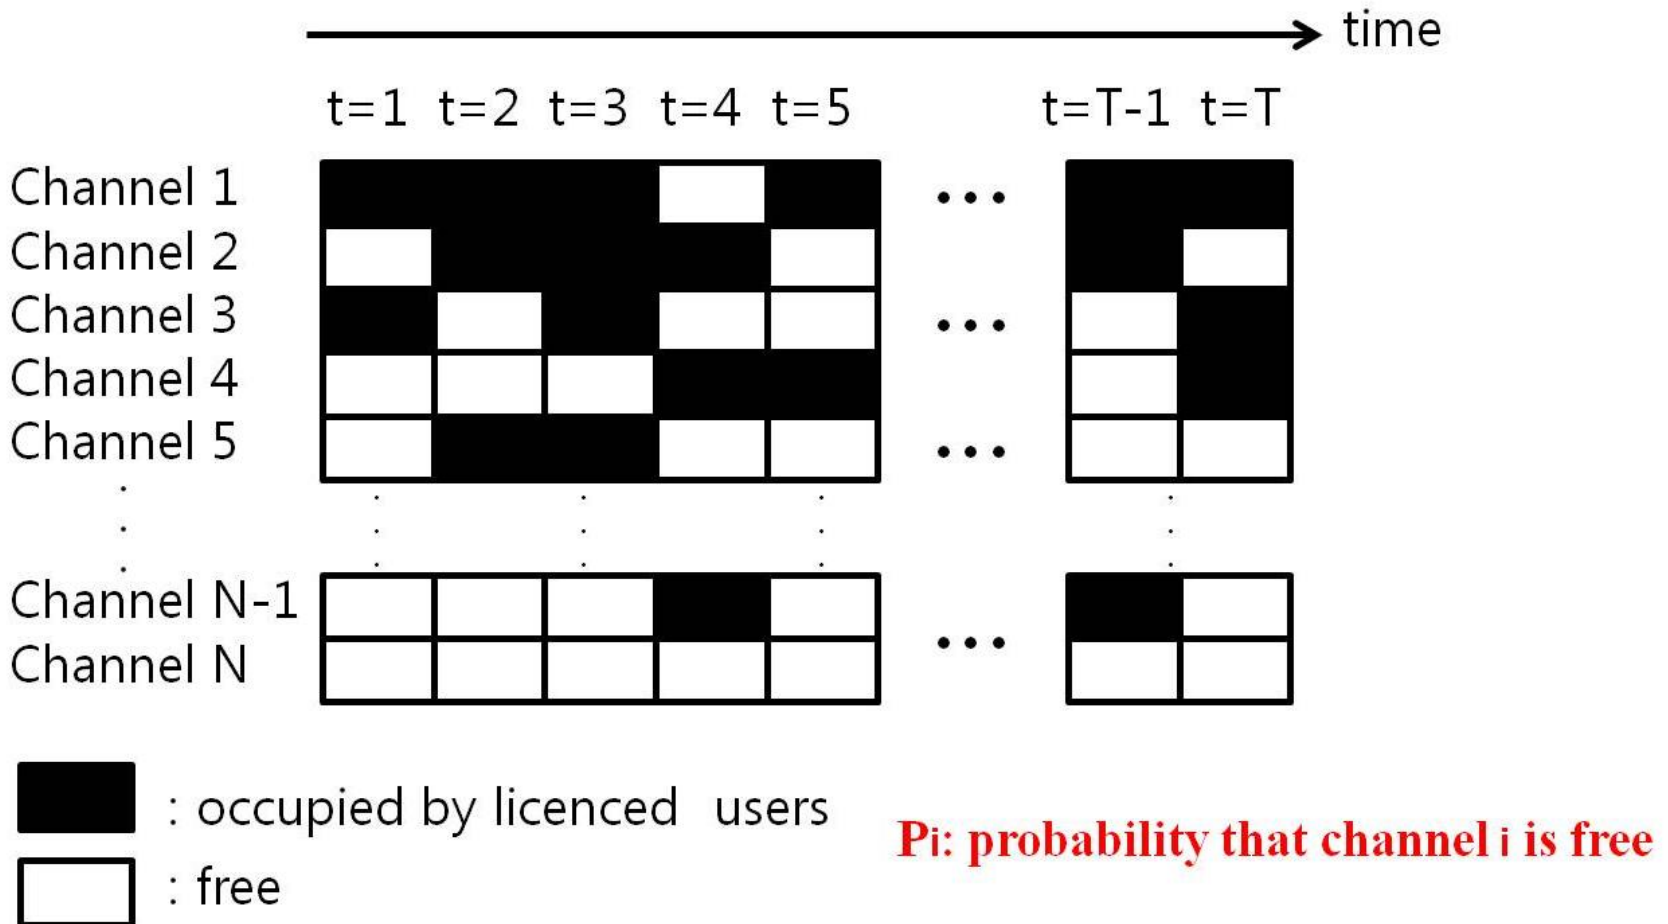 time
t=1 t=2 t=3 t=4 t=5 t=T-1 t=T
Channel 1
Channel 2
Channel 3
Channel 4
Channel 5
Channel N-1
Channel N
: occupied by licenced users
: free
Pi: probability that channel i is free